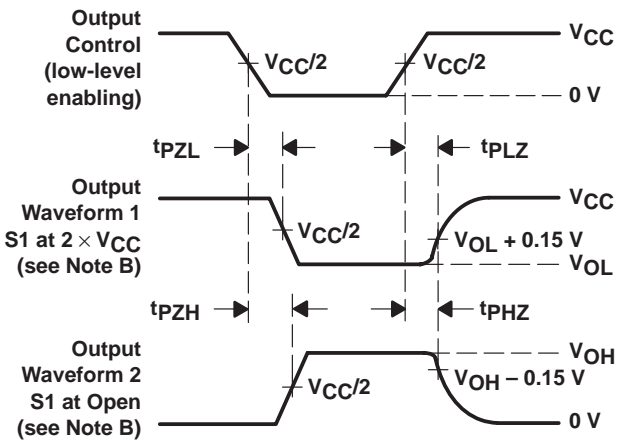 Output
Control
(low-level
enabling)
VCC/2
VCC/2
VCC
0 V
tPZL
tPLZ
Output
Waveform 1
S1 at 2 × VCC
(see Note B)
VCC/2
VCC
VOL + 0.15 V
VOL
tPZH
tPHZ
Output
Waveform 2
S1 at Open
(see Note B)
VCC/2
VOH
VOH – 0.15 V
0 V